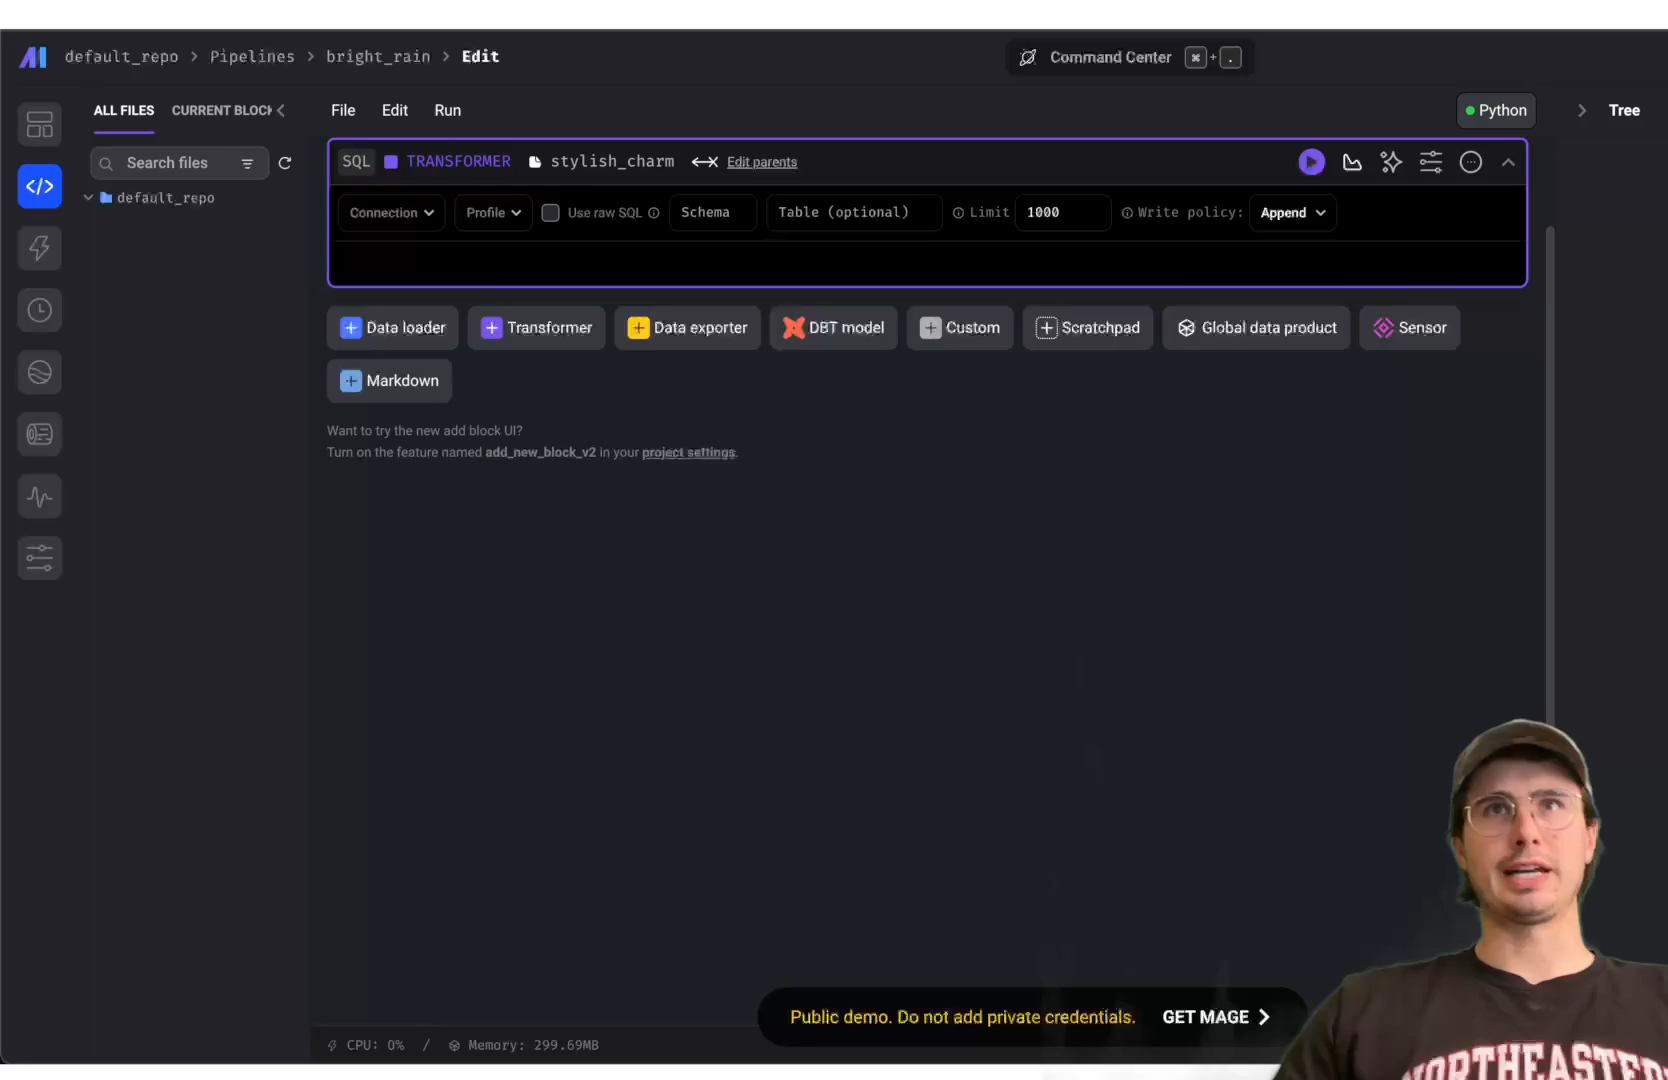 default_repo > Pipelines > bright_rain > Edit
Command Center ⌘ + .
ALL FILES CURRENT BLOCK
File Edit Run
Python
Tree
Search files
default_repo
SQL TRANSFORMER stylish_charm Edit parents
Connection Profile Use raw SQL Schema Table (optional) Limit 1000 Write policy: Append
Data loader Transformer Data exporter DBT model Custom Scratchpad Global data product Sensor
Markdown
Want to try the new add block UI?
Turn on the feature named add_new_block_v2 in your project settings.
Public demo. Do not add private credentials. GET MAGE
CPU: 0% / Memory: 299.69MB